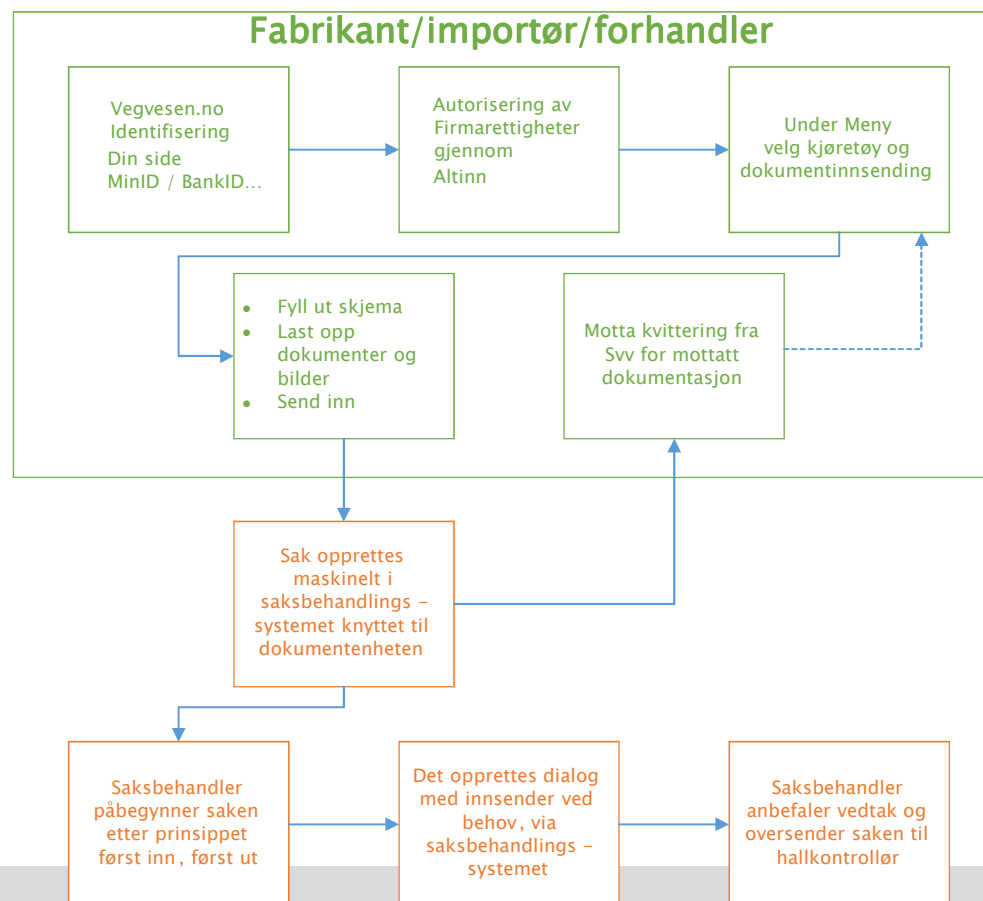 Fabrikant/importør/forhandler
Vegvesen.no
Identifisering
Din side
MinID / BankID...
Autorisering av
Firmarettigheter
gjennom
Altinn
Under Meny
velg kjøretøy og
dokumentinnsending
• Fyll ut skjema
• Last opp
dokumenter og
bilder
• Send inn
Motta kvittering fra
Svv for mottatt
dokumentasjon
Sak opprettes
maskinelt i
saksbehandlings -
systemet knyttet til
dokumentenheten
Saksbehandler
påbegynner saken
etter prinsippet
først inn, først ut
Det opprettes dialog
med innsender ved
behov, via
saksbehandlings -
systemet
Saksbehandler
anbefaler vedtak og
oversender saken til
hallkontrollør